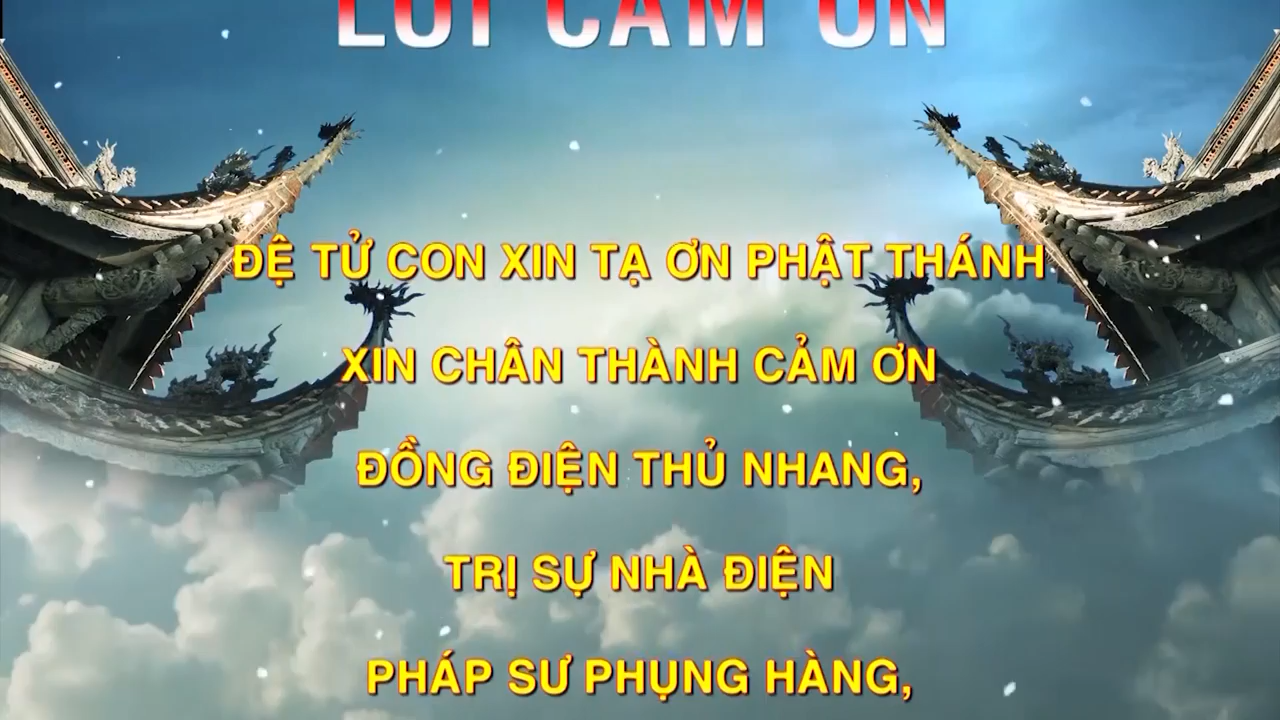 LỜI CẢM ƠN
ĐỆ TỬ CON XIN TẠ ƠN PHẬT THÁNH
XIN CHÂN THÀNH CẢM ƠN
ĐỒNG ĐIỆN THỦ NHANG,
TRỊ SỰ NHÀ ĐIỆN
PHÁP SƯ PHỤNG HÀNG,